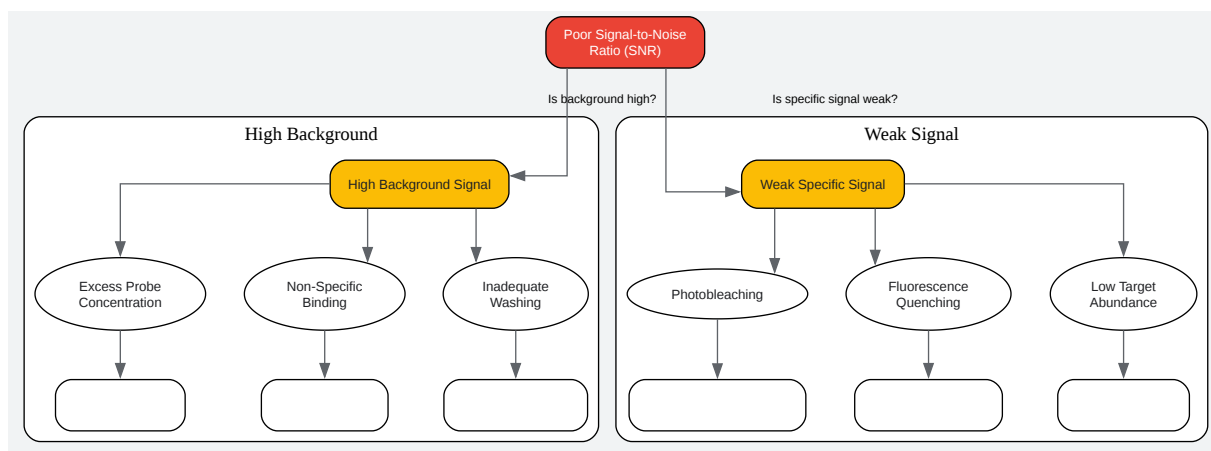 Poor Signal-to-Noise
Ratio (SNR)
Is background high?
Is specific signal weak?
High Background
Weak Signal
High Background Signal
Weak Specific Signal
Excess Probe
Concentration
Non-Specific
Binding
Inadequate
Washing
Photobleaching
Fluorescence
Quenching
Low Target
Abundance